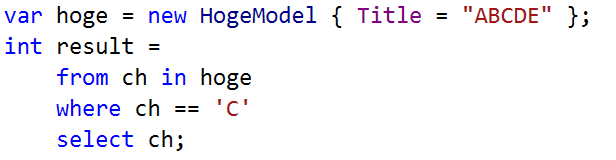 var hoge = new HogeModel { Title = "ABCDE" };
int result =
    from ch in hoge
    where ch == 'C'
    select ch;